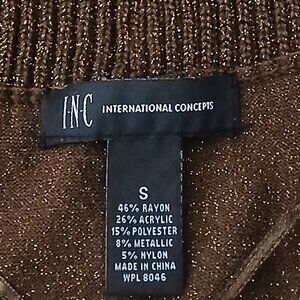 I·N·C INTERNATIONAL CONCEPTS
S
46% RAYON
26% ACRYLIC
15% POLYESTER
8% METALLIC
5% NYLON
MADE IN CHINA
WPL 8046